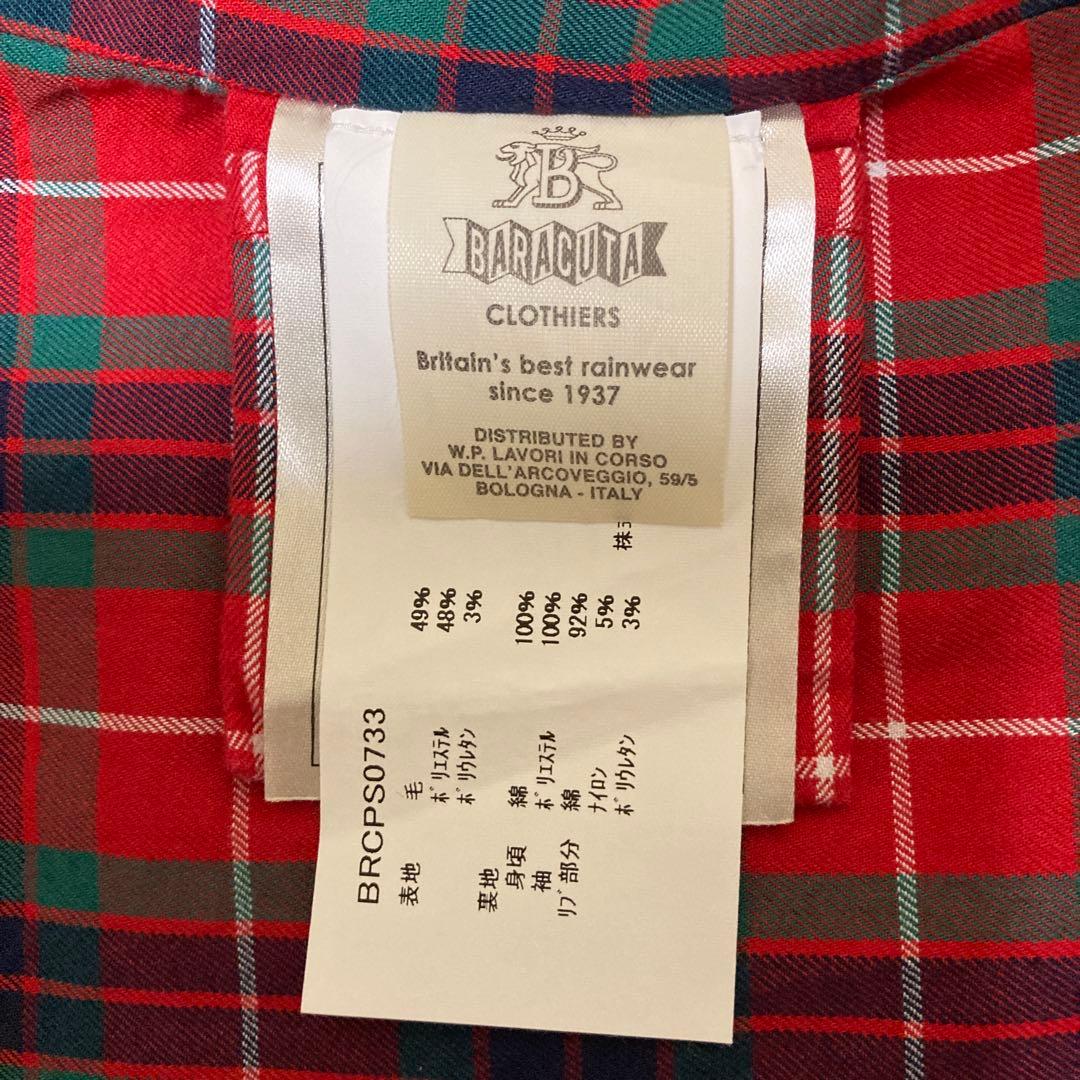 B
BARACUTA
CLOTHIERS
Britain's best rainwear
since 1937
DISTRIBUTED BY
W.P. LAVORI IN CORSO
VIA DELL'ARCOVEGGIO, 59/5
BOLOGNA - ITALY
BRCPS0733
表地 毛 49%
ポリエステル 48%
ポリウレタン 3%
裏地
身頃 綿 100%
袖 ポリエステル 100%
リブ部分 綿 92%
ナイロン 5%
ポリウレタン 3%
株